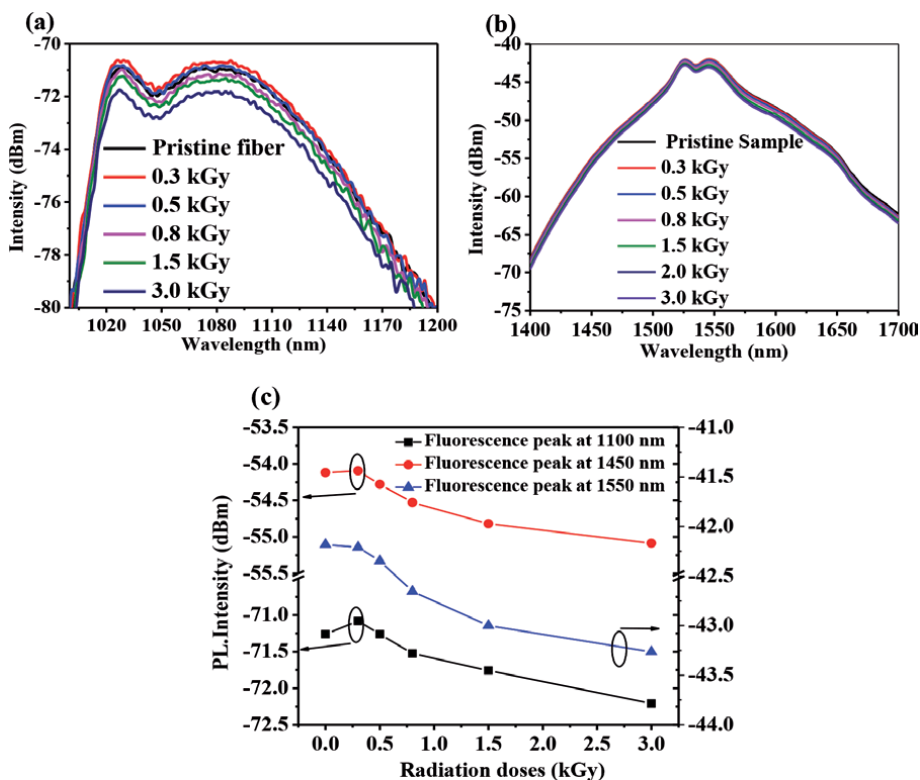 (a)
-70
-72
-74
-76
-78
-80
Intensity (dBm)
Pristine fiber
0.3 kGy
0.5 kGy
0.8 kGy
1.5 kGy
3.0 kGy
1020 1050 1080 1110 1140 1170 1200
Wavelength (nm)
(b)
-40
-45
-50
-55
-60
-65
-70
-75
Intensity (dBm)
Pristine Sample
0.3 kGy
0.5 kGy
0.8 kGy
1.5 kGy
2.0 kGy
3.0 kGy
1400 1450 1500 1550 1600 1650 1700
Wavelength (nm)
(c)
-53.5
-54.0
-54.5
-55.0
-55.5
-71.0
-71.5
-72.0
-72.5
PL.Intensity (dBm)
Fluorescence peak at 1100 nm
Fluorescence peak at 1450 nm
Fluorescence peak at 1550 nm
-41.0
-41.5
-42.0
-42.5
-43.0
-43.5
-44.0
0.0 0.5 1.0 1.5 2.0 2.5 3.0
Radiation doses (kGy)